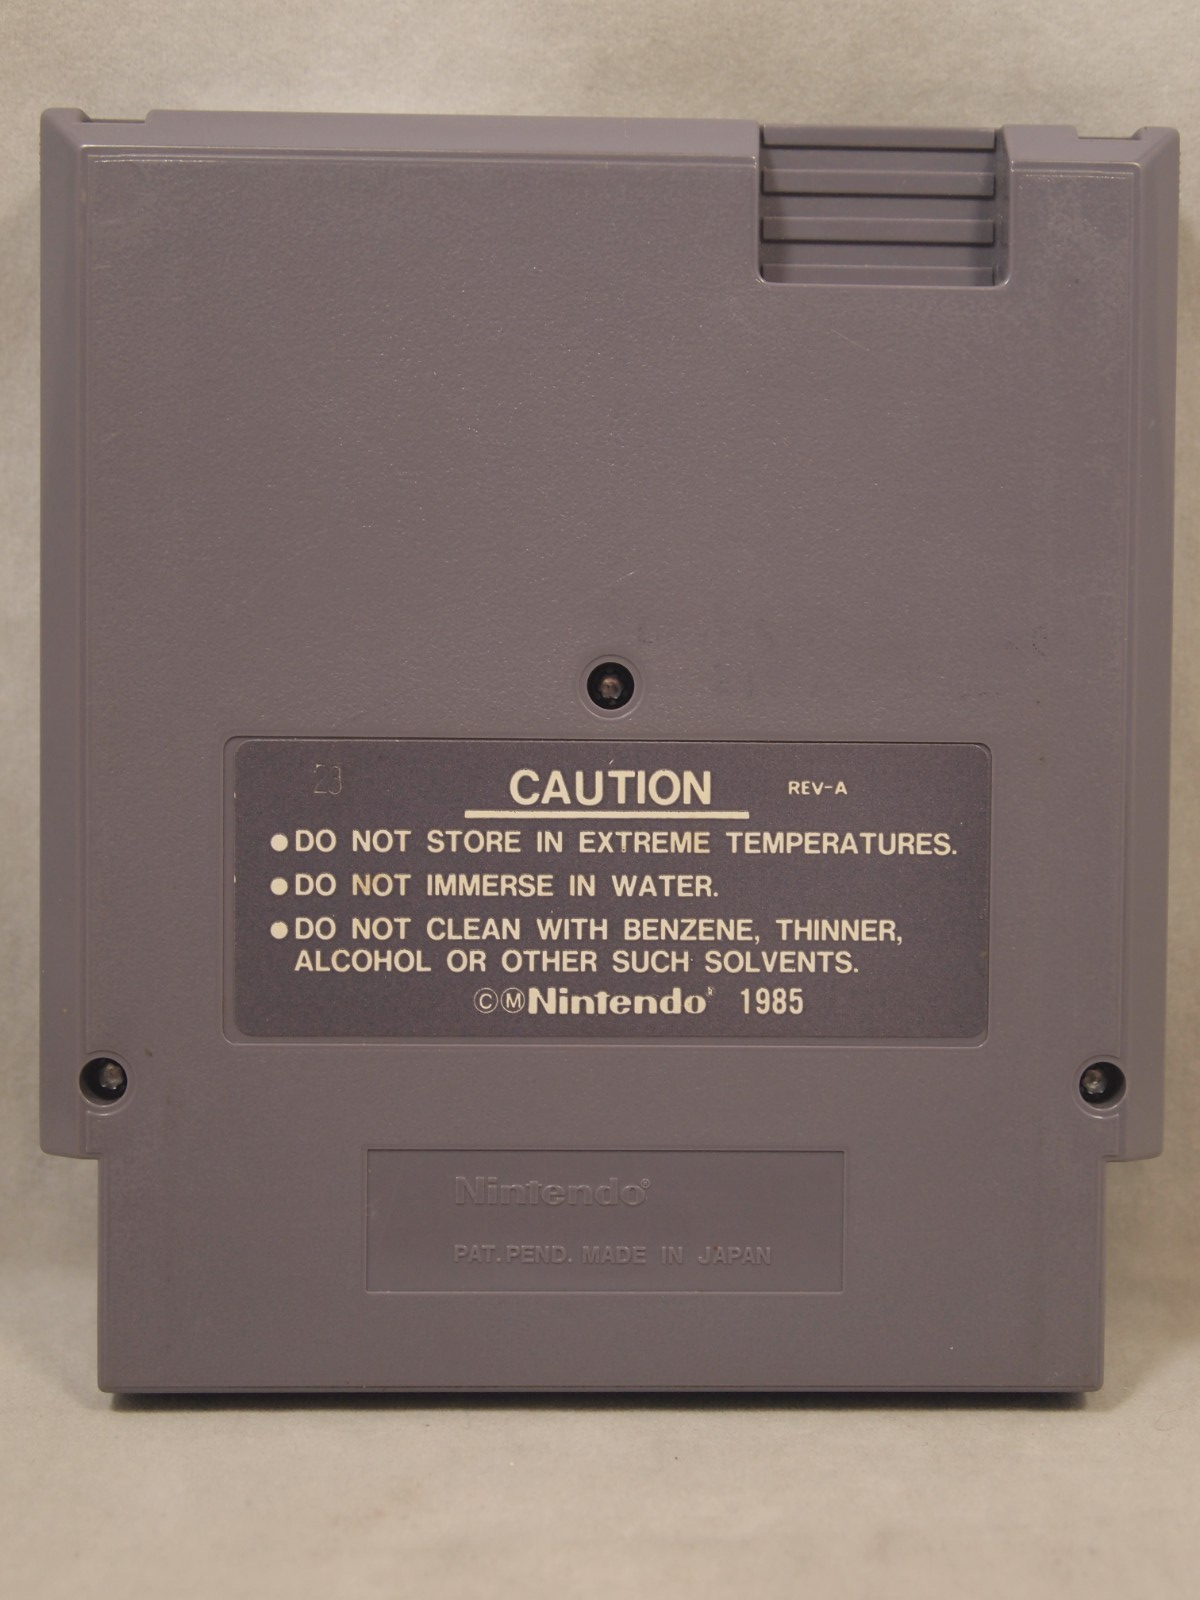 23
CAUTION REV-A
●DO NOT STORE IN EXTREME TEMPERATURES.
●DO NOT IMMERSE IN WATER.
●DO NOT CLEAN WITH BENZENE, THINNER,
ALCOHOL OR OTHER SUCH SOLVENTS.
ⒸⓂNintendo® 1985
Nintendo®
PAT. PEND. MADE IN JAPAN